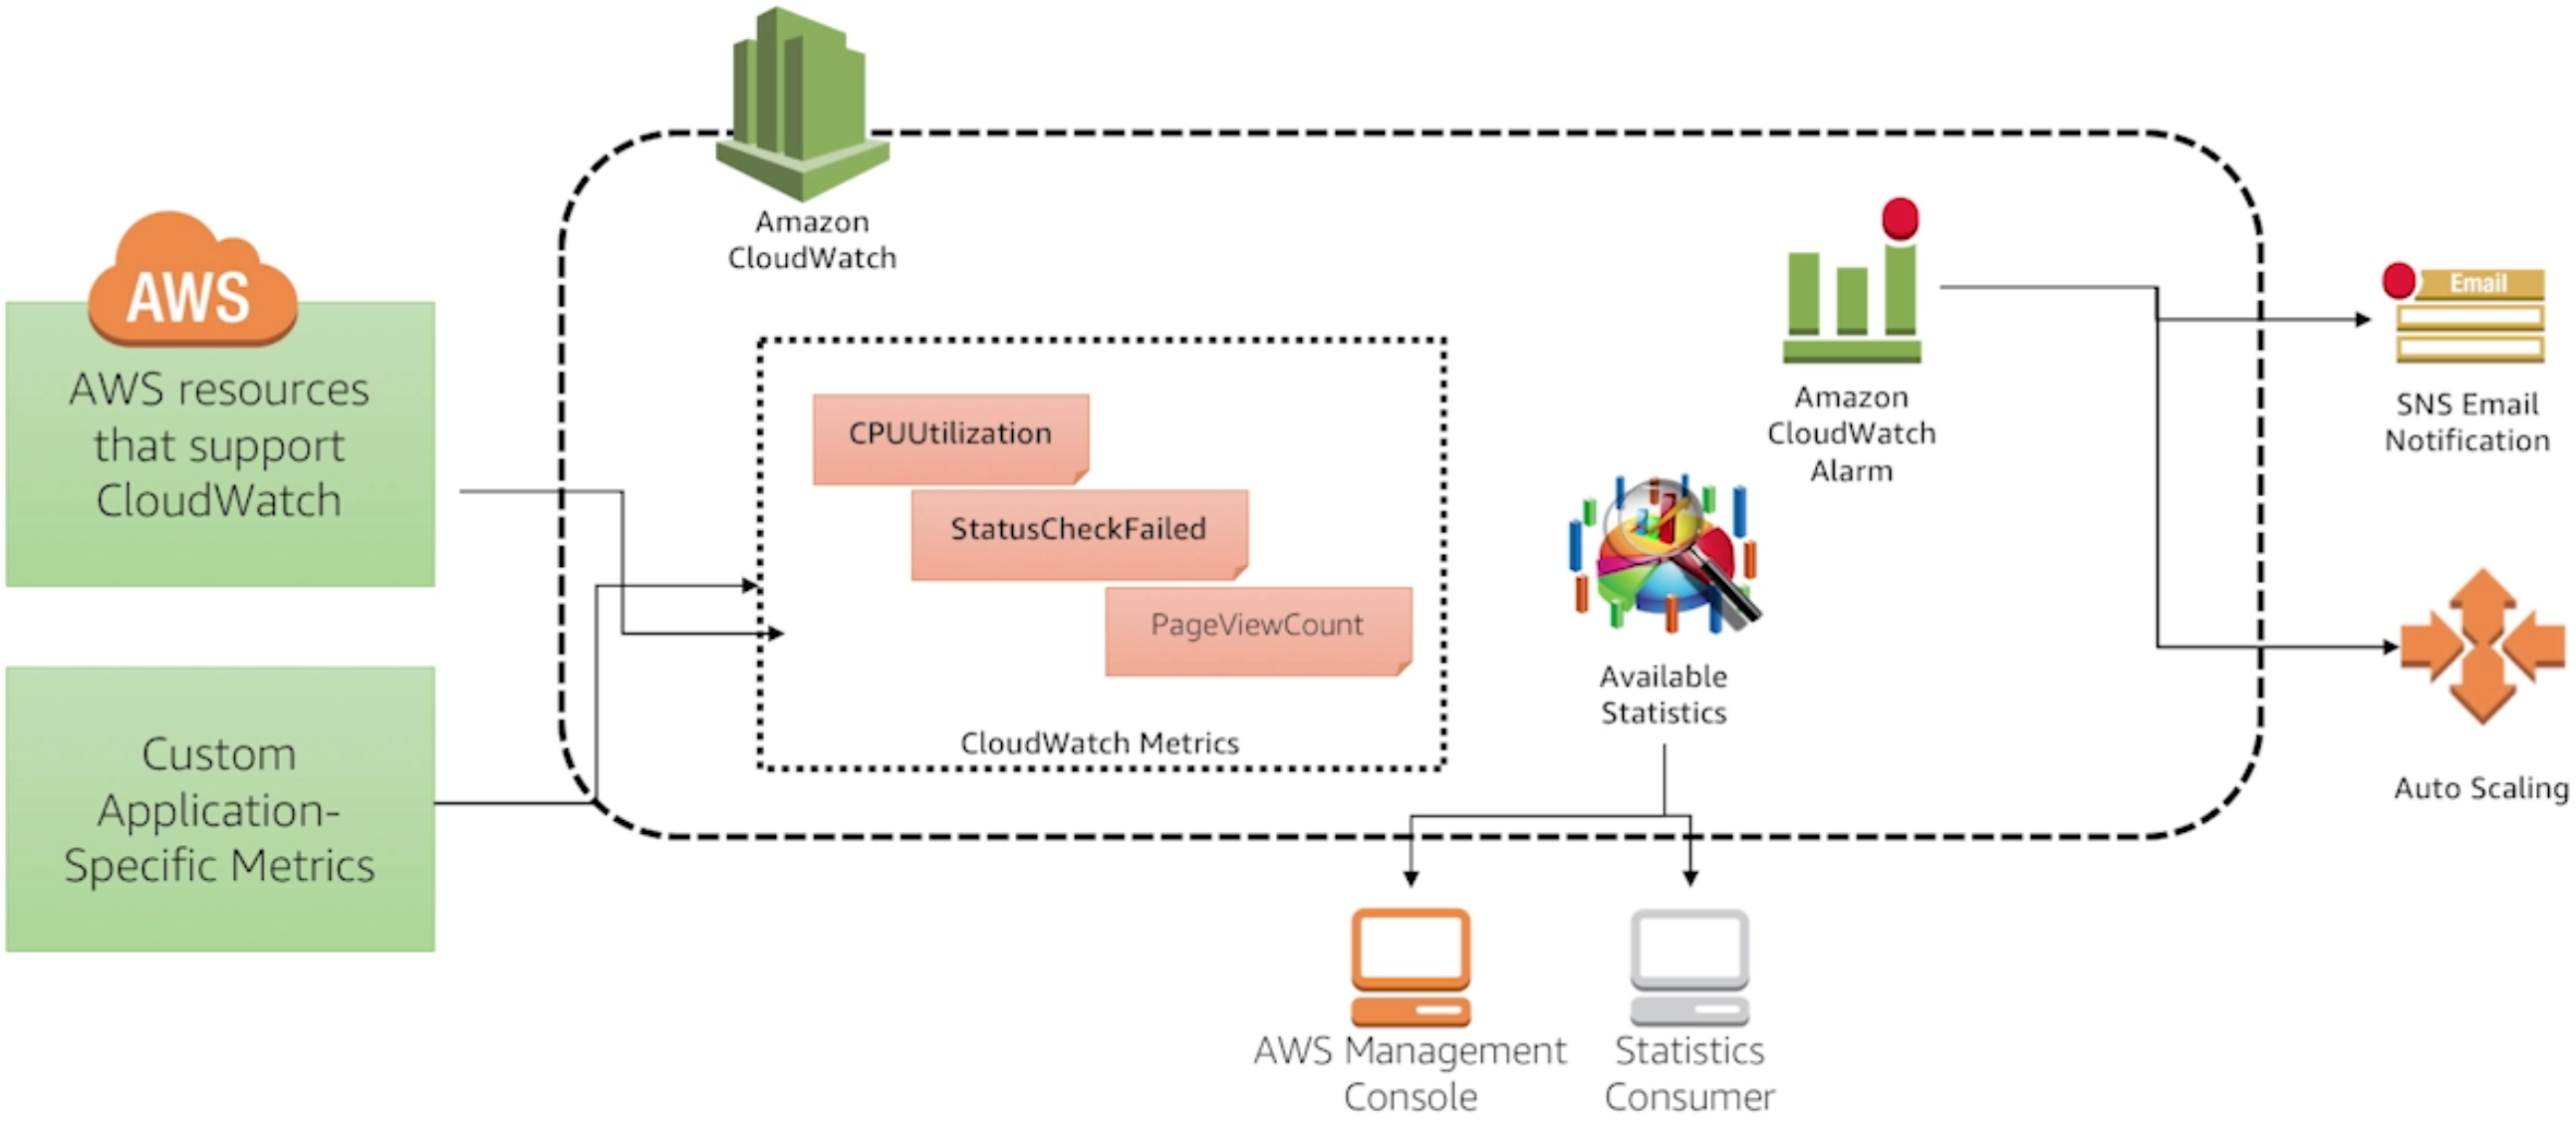 Amazon
CloudWatch
AWS
AWS resources
that support
CloudWatch
Custom
Application-
Specific Metrics
CPUUtilization
StatusCheckFailed
PageViewCount
CloudWatch Metrics
Available
Statistics
Amazon
CloudWatch
Alarm
Email
SNS Email
Notification
Auto Scaling
AWS Management
Console
Statistics
Consumer